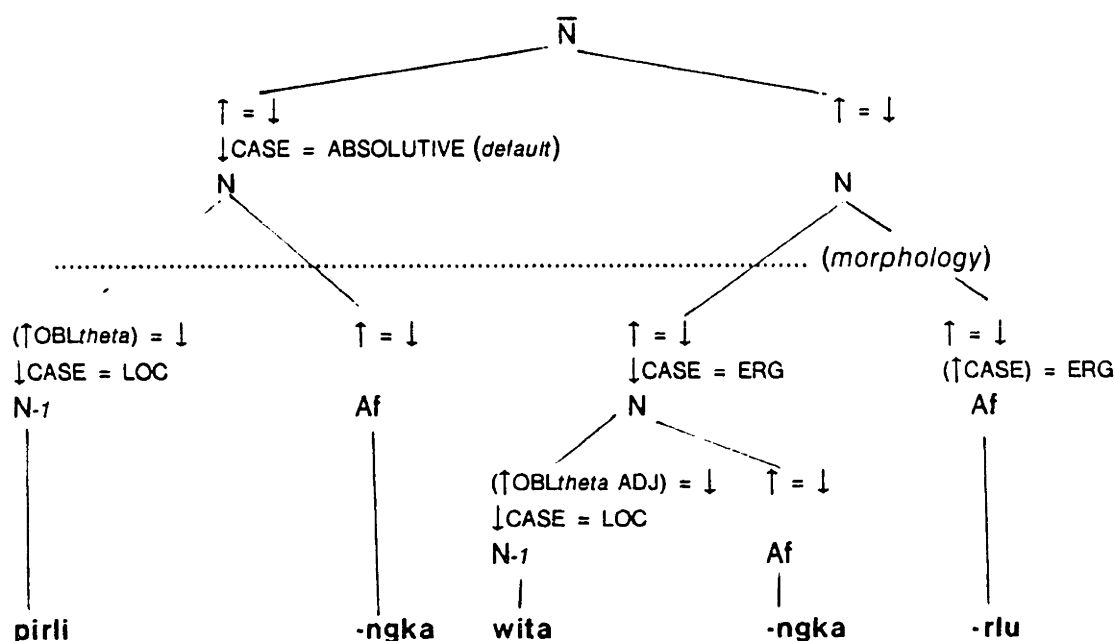 N̅
↑ = ↓ ↑ = ↓
↓CASE = ABSOLUTIVE (default)
N N
(morphology)
(↑OBLtheta) = ↓ ↑ = ↓ ↑ = ↓ ↑ = ↓
↓CASE = LOC ↓CASE = ERG (↑CASE) = ERG
N-1 Af N Af
(↑OBLtheta ADJ) = ↓ ↑ = ↓
↓CASE = LOC
N-1 Af
pirli -ngka wita -ngka -rlu